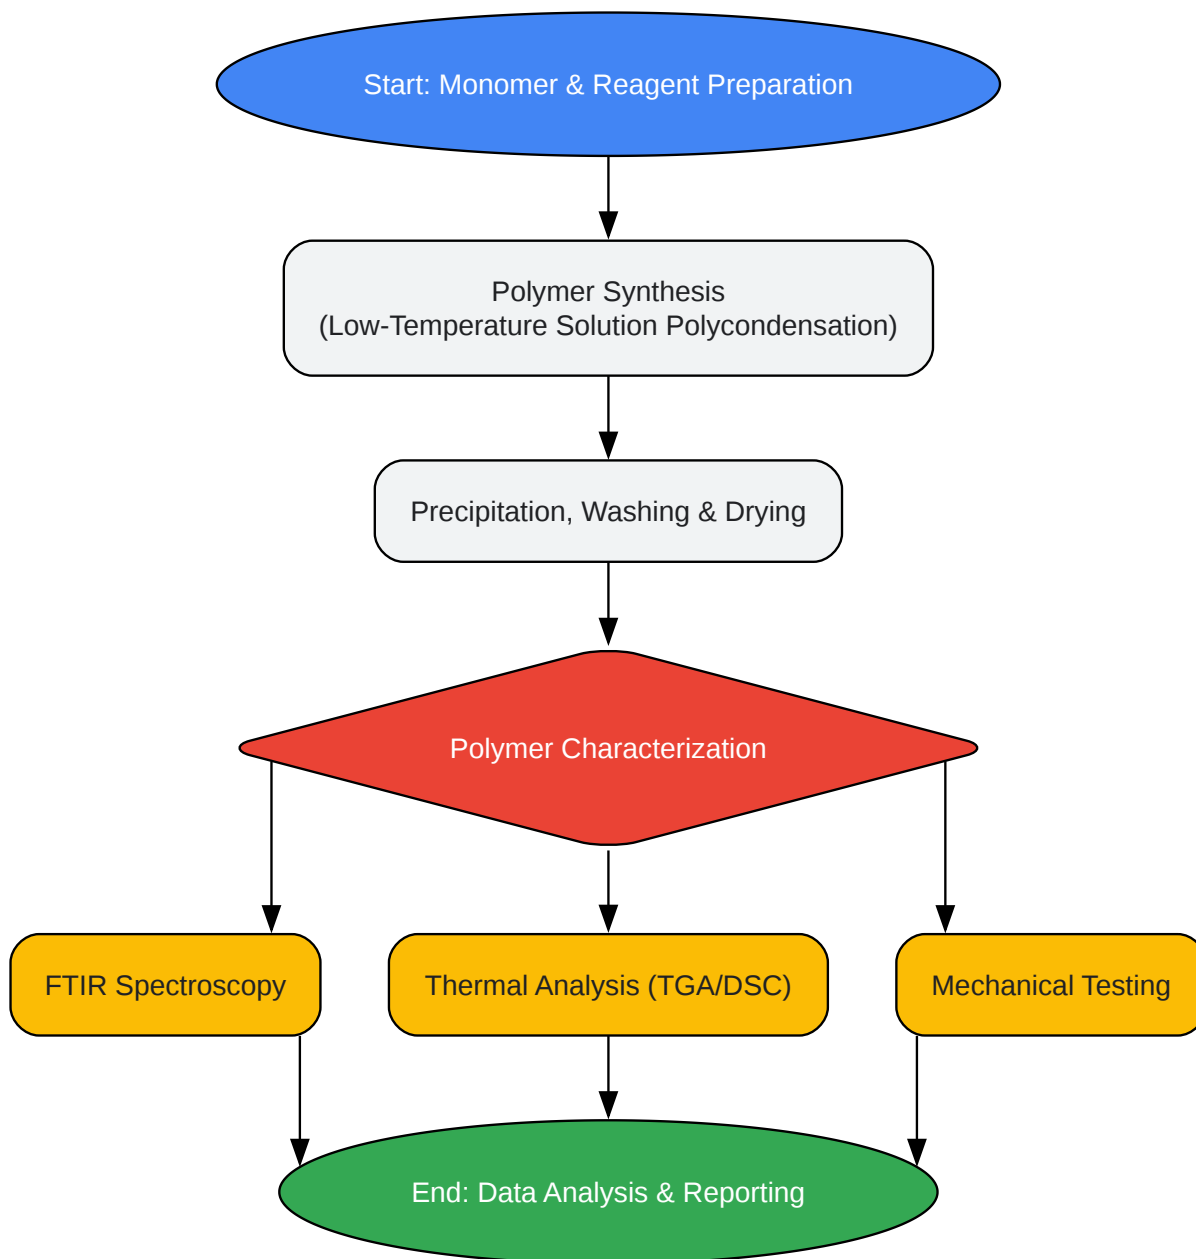 Start: Monomer & Reagent Preparation
Polymer Synthesis
(Low-Temperature Solution Polycondensation)
Precipitation, Washing & Drying
Polymer Characterization
FTIR Spectroscopy
Thermal Analysis (TGA/DSC)
Mechanical Testing
End: Data Analysis & Reporting